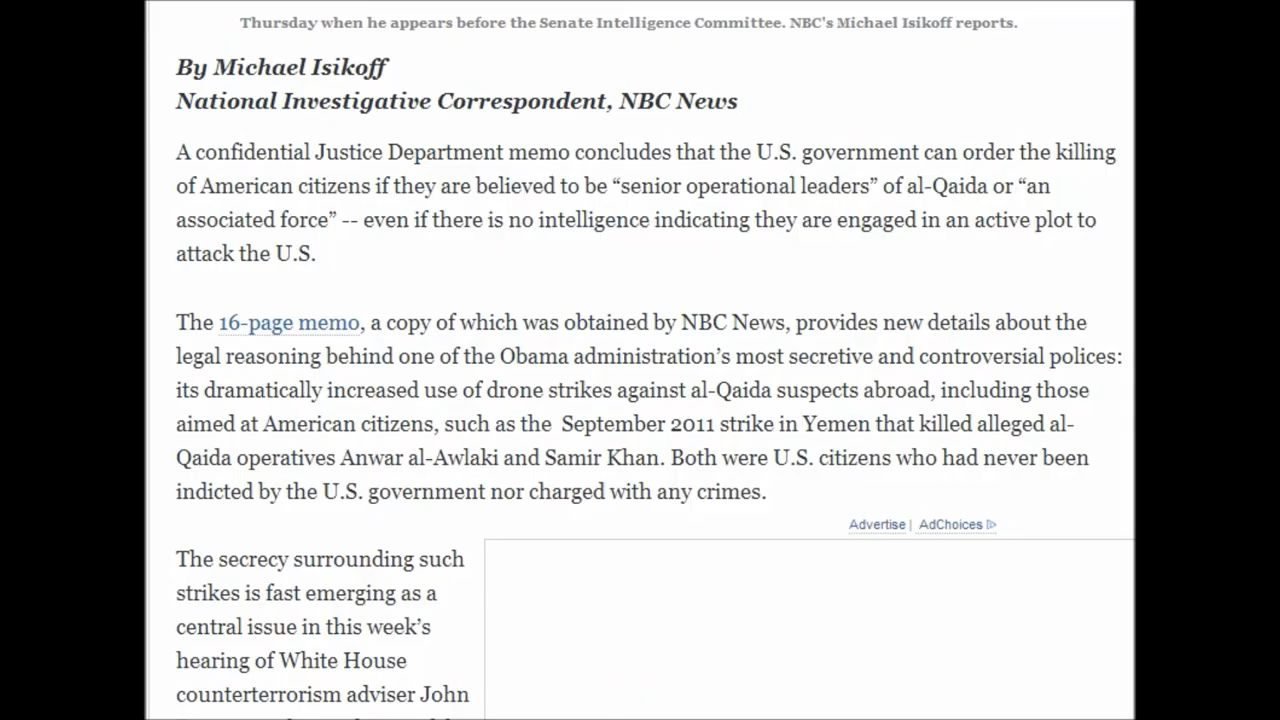 Thursday when he appears before the Senate Intelligence Committee. NBC's Michael Isikoff reports.
By Michael Isikoff
National Investigative Correspondent, NBC News
A confidential Justice Department memo concludes that the U.S. government can order the killing
of American citizens if they are believed to be “senior operational leaders” of al-Qaida or “an
associated force” -- even if there is no intelligence indicating they are engaged in an active plot to
attack the U.S.
The 16-page memo, a copy of which was obtained by NBC News, provides new details about the
legal reasoning behind one of the Obama administration’s most secretive and controversial polices:
its dramatically increased use of drone strikes against al-Qaida suspects abroad, including those
aimed at American citizens, such as the  September 2011 strike in Yemen that killed alleged al-
Qaida operatives Anwar al-Awlaki and Samir Khan. Both were U.S. citizens who had never been
indicted by the U.S. government nor charged with any crimes.
Advertise | AdChoices
The secrecy surrounding such
strikes is fast emerging as a
central issue in this week’s
hearing of White House
counterterrorism adviser John